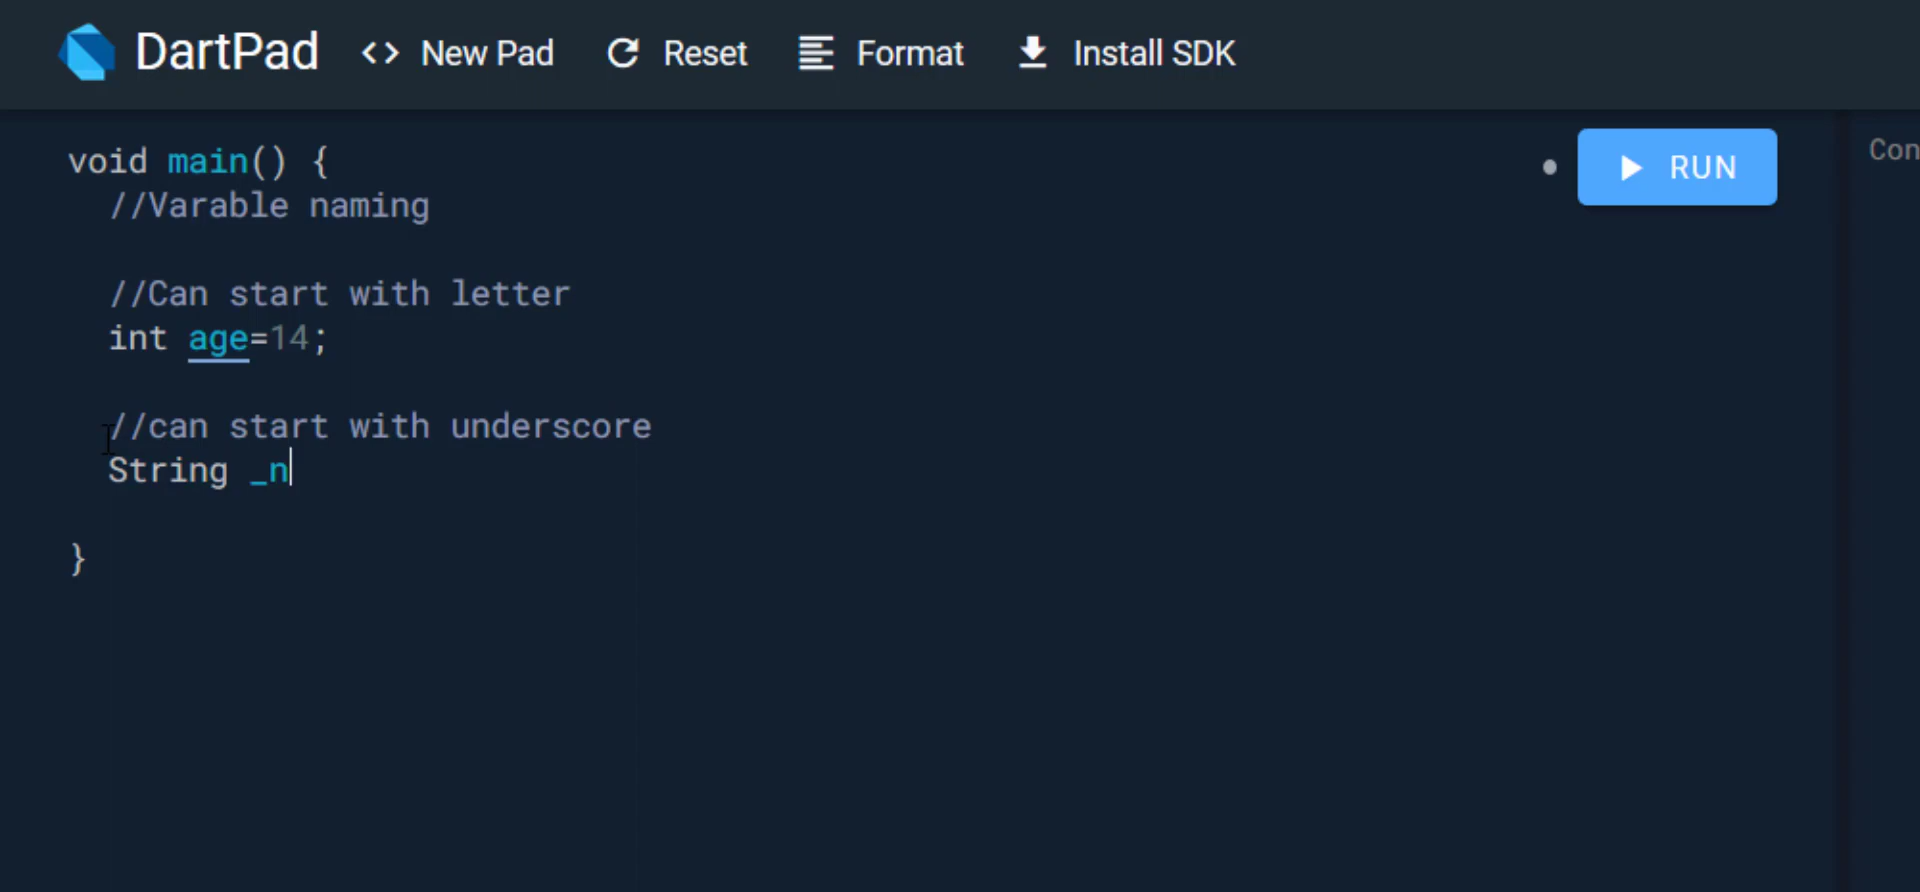 DartPad <> New Pad Reset Format Install SDK
void main() {
RUN
Con
//Varable naming
//Can start with letter
int age=14;
//can start with underscore
String _n
}